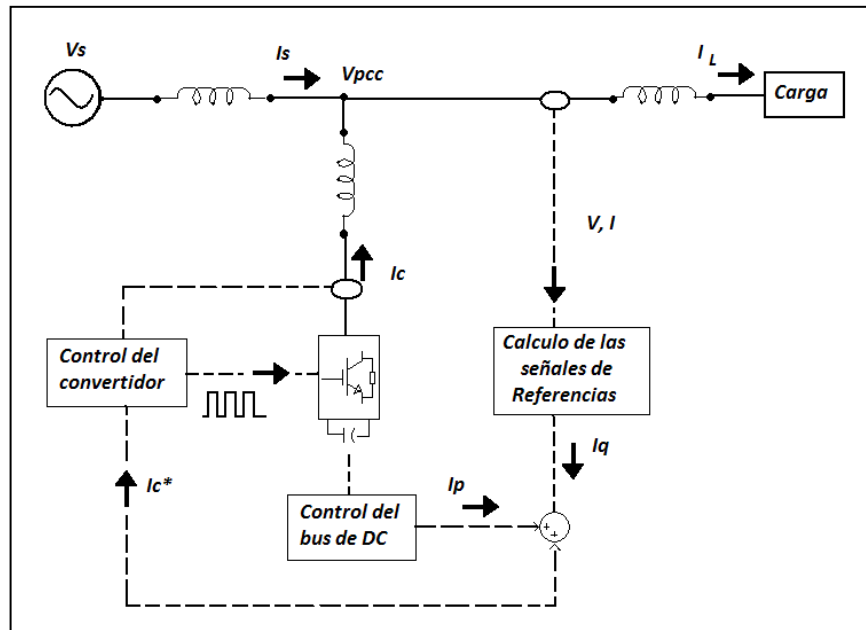 Vs
Is
Vpcc
I L
Carga
V, I
Ic
Control del
convertidor
Calculo de las
señales de
Referencias
Iq
Ic*
Ip
Control del
bus de DC
+
+